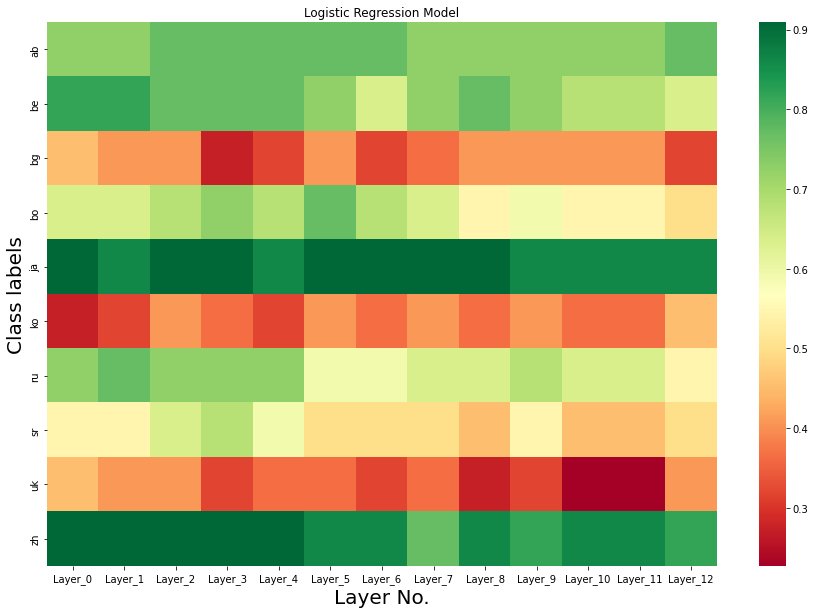 Logistic Regression Model
Class labels
ab
be
bg
bo
ja
ko
ru
sr
uk
zh
0.9
0.8
0.7
0.6
0.5
0.4
0.3
Layer_0 Layer_1 Layer_2 Layer_3 Layer_4 Layer_5 Layer_6 Layer_7 Layer_8 Layer_9 Layer_10 Layer_11 Layer_12
Layer No.